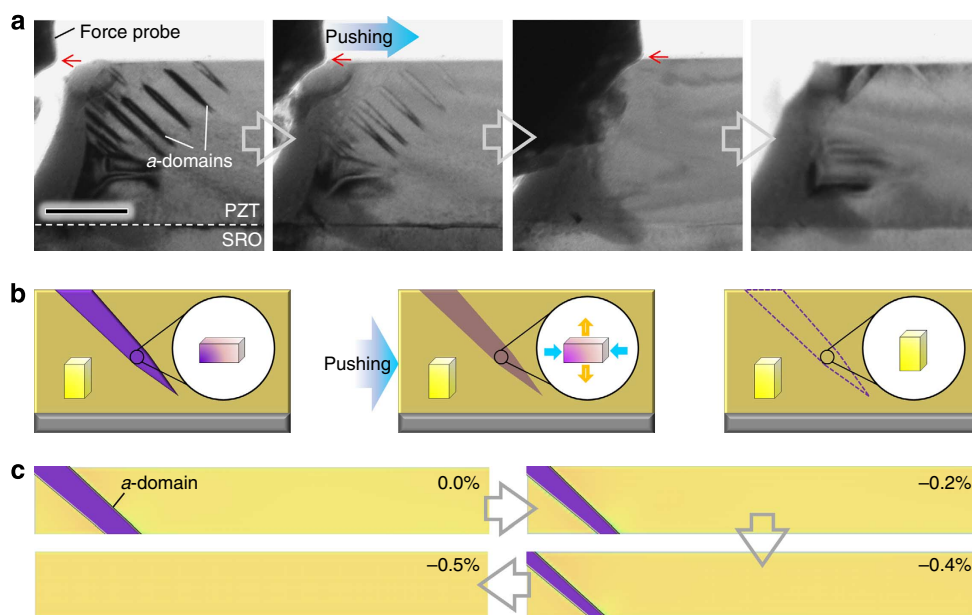 a
Force probe
Pushing
a-domains
PZT
SRO
b
Pushing
c
a-domain
0.0%
–0.2%
–0.5%
–0.4%